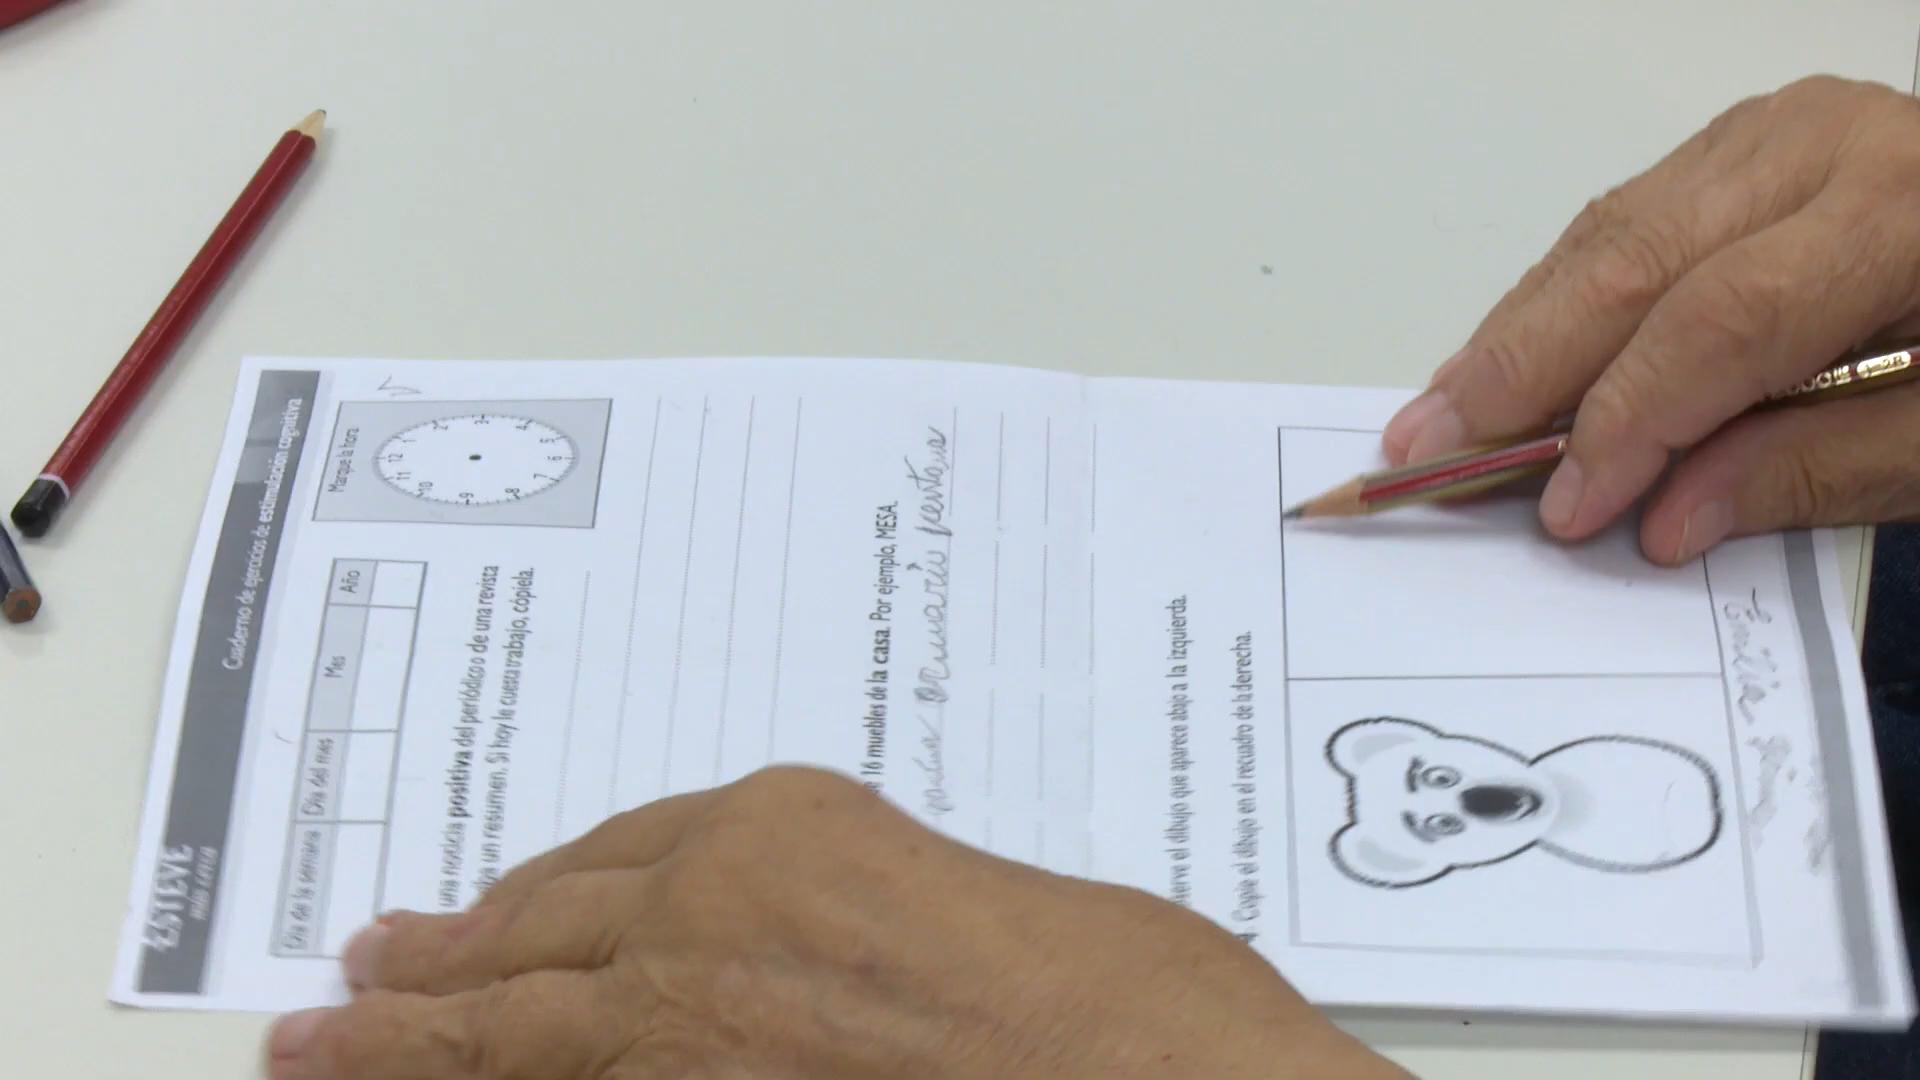 ESTEVE
Cuaderno de ejercicios de estimulación cognitiva
Día de la semana Día del mes Mes Año
Marque la hora
12 1 2 3 4 5 6 7 8 9 10 11
una noticia positiva del periódico de una revista
un resumen. Si hoy le cuesta trabajo, cópiela.
16 muebles de la casa. Por ejemplo, MESA.
armario
serve el dibujo que aparece abajo a la izquierda.
4. Copie el dibujo en el recuadro de la derecha.
2B